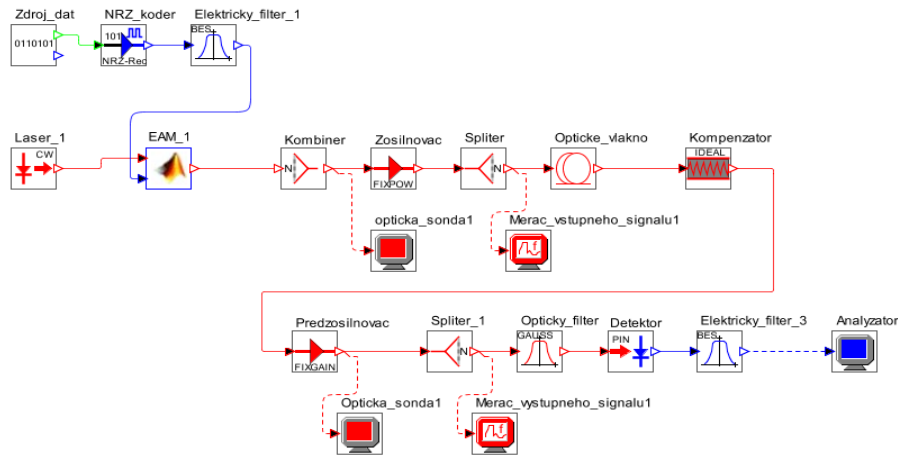 Zdroj_dat
NRZ_koder
Elektricky_filter_1
0110101
101
NRZ-Rec
BES
Laser_1
EAM_1
Kombiner
Zosilnovac
Spliter
Opticke_vlakno
Kompenzator
CW
N
FIXPOW
N
IDEAL
opticka_sonda1
Merac_vstupneho_signalu1
f
Predzosilnovac
Spliter_1
Opticky_filter
Detektor
Elektricky_filter_3
Analyzator
FIXGAIN
N
GAUSS
PIN
BES
Opticka_sonda1
Merac_vystupneho_signalu1
f